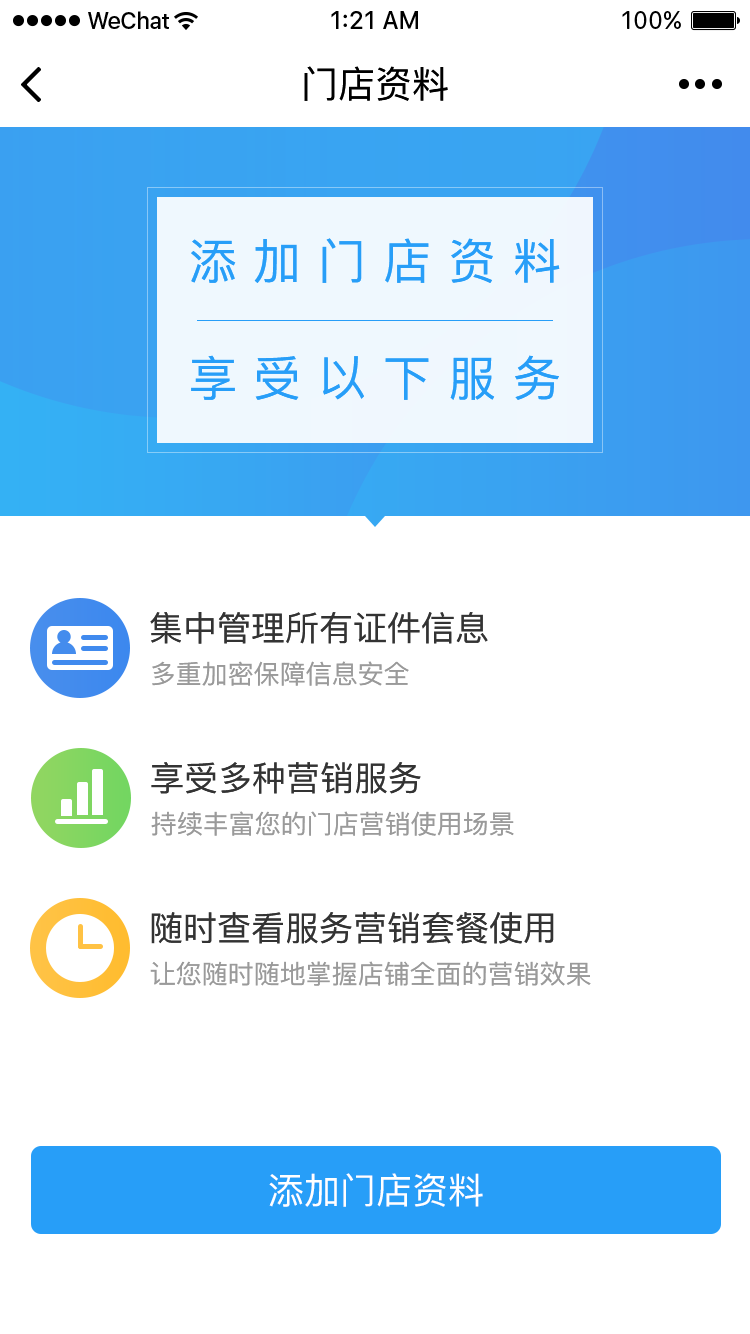 WeChat 1:21 AM 100%
门店资料
添加门店资料
享受以下服务
集中管理所有证件信息
多重加密保障信息安全
享受多种营销服务
持续丰富您的门店营销使用场景
随时查看服务营销套餐使用
让您随时随地掌握店铺全面的营销效果
添加门店资料